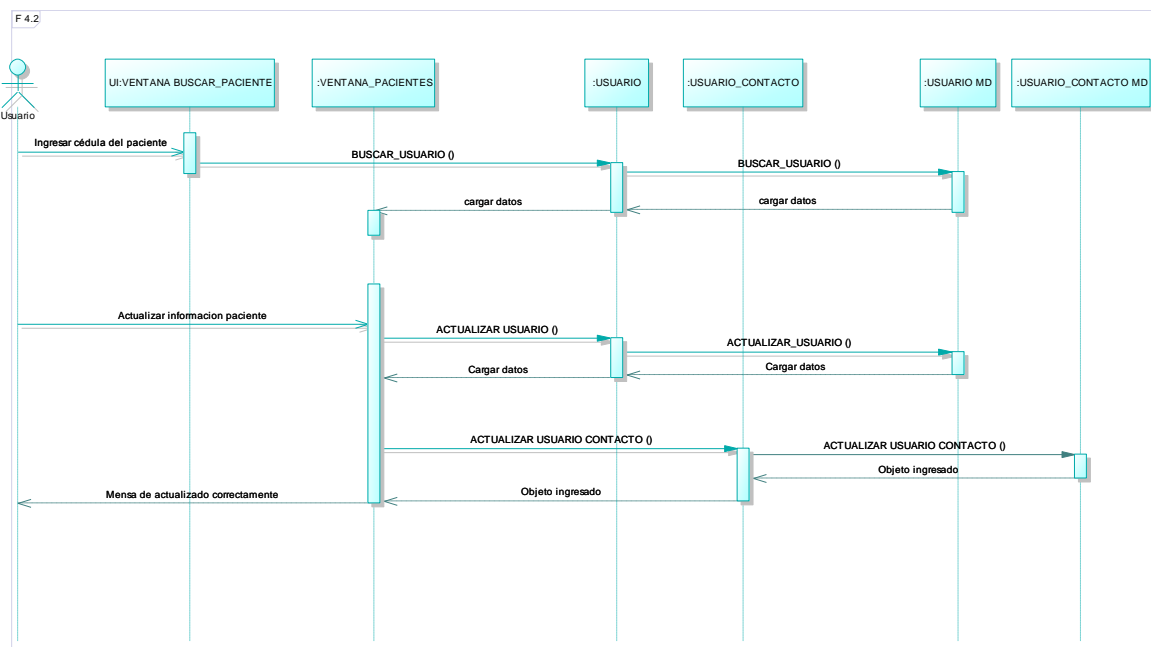 F 4.2
UI:VENTANA BUSCAR_PACIENTE
:VENTANA_PACIENTES
:USUARIO
:USUARIO_CONTACTO
:USUARIO MD
:USUARIO_CONTACTO MD
Usuario
Ingresar cédula del paciente
BUSCAR_USUARIO ()
BUSCAR_USUARIO ()
cargar datos
cargar datos
Actualizar informacion paciente
ACTUALIZAR USUARIO ()
ACTUALIZAR_USUARIO ()
Cargar datos
Cargar datos
ACTUALIZAR USUARIO CONTACTO ()
ACTUALIZAR USUARIO CONTACTO ()
Objeto ingresado
Objeto ingresado
Mensa de actualizado correctamente